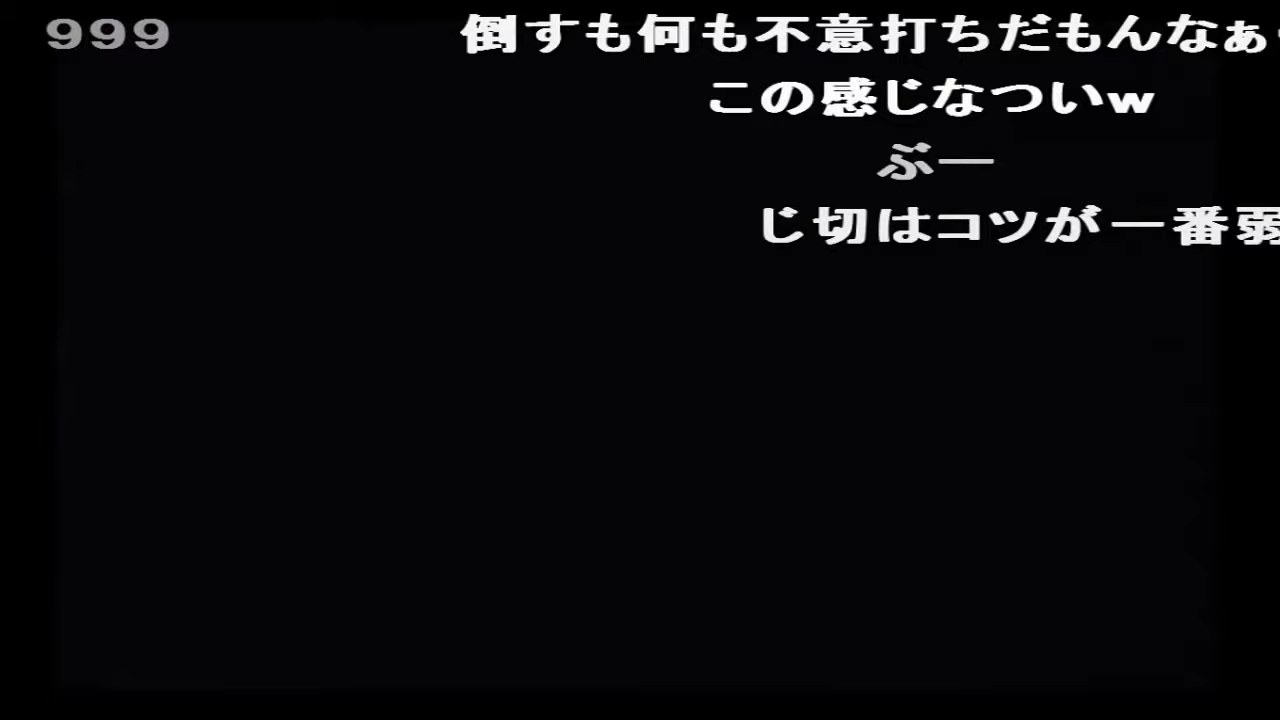 999
倒すも何も不意打ちだもんなぁ
この感じなついw
ぶー
じ切はコツが一番弱